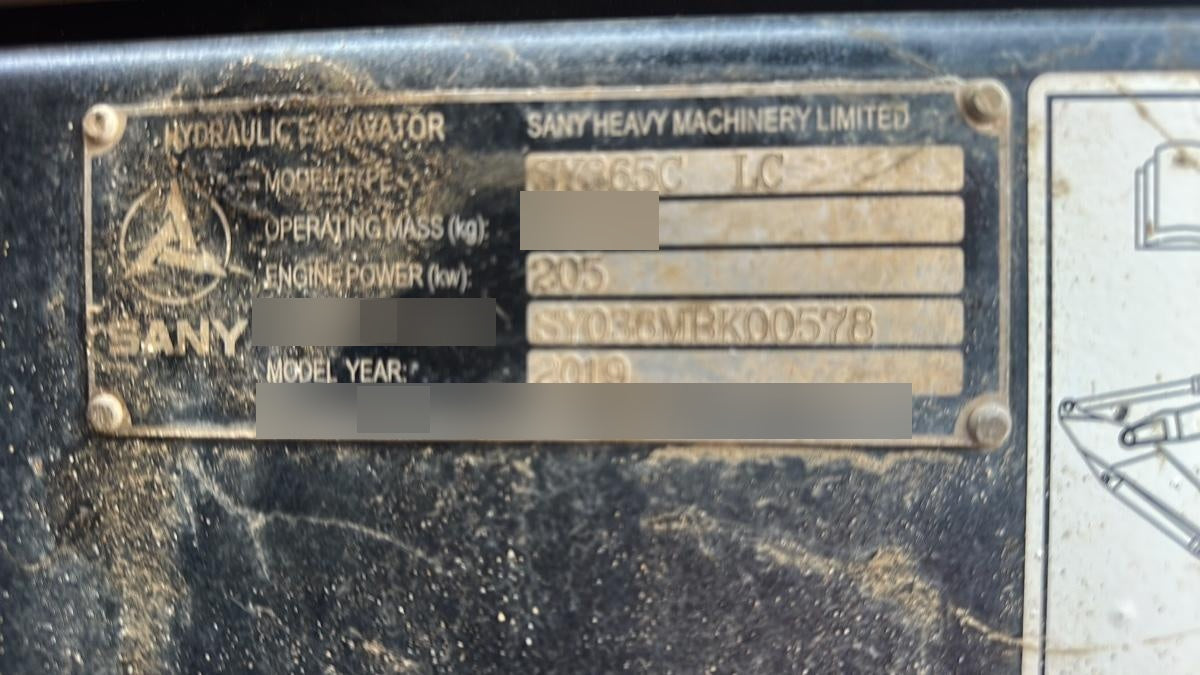 HYDRAULIC EXCAVATOR SANY HEAVY MACHINERY LIMITED
MODEL/TYPE: SY365C LC
OPERATING MASS (kg):
ENGINE POWER (kw): 205
SANY
SY036MBK00578
MODEL YEAR: 2019